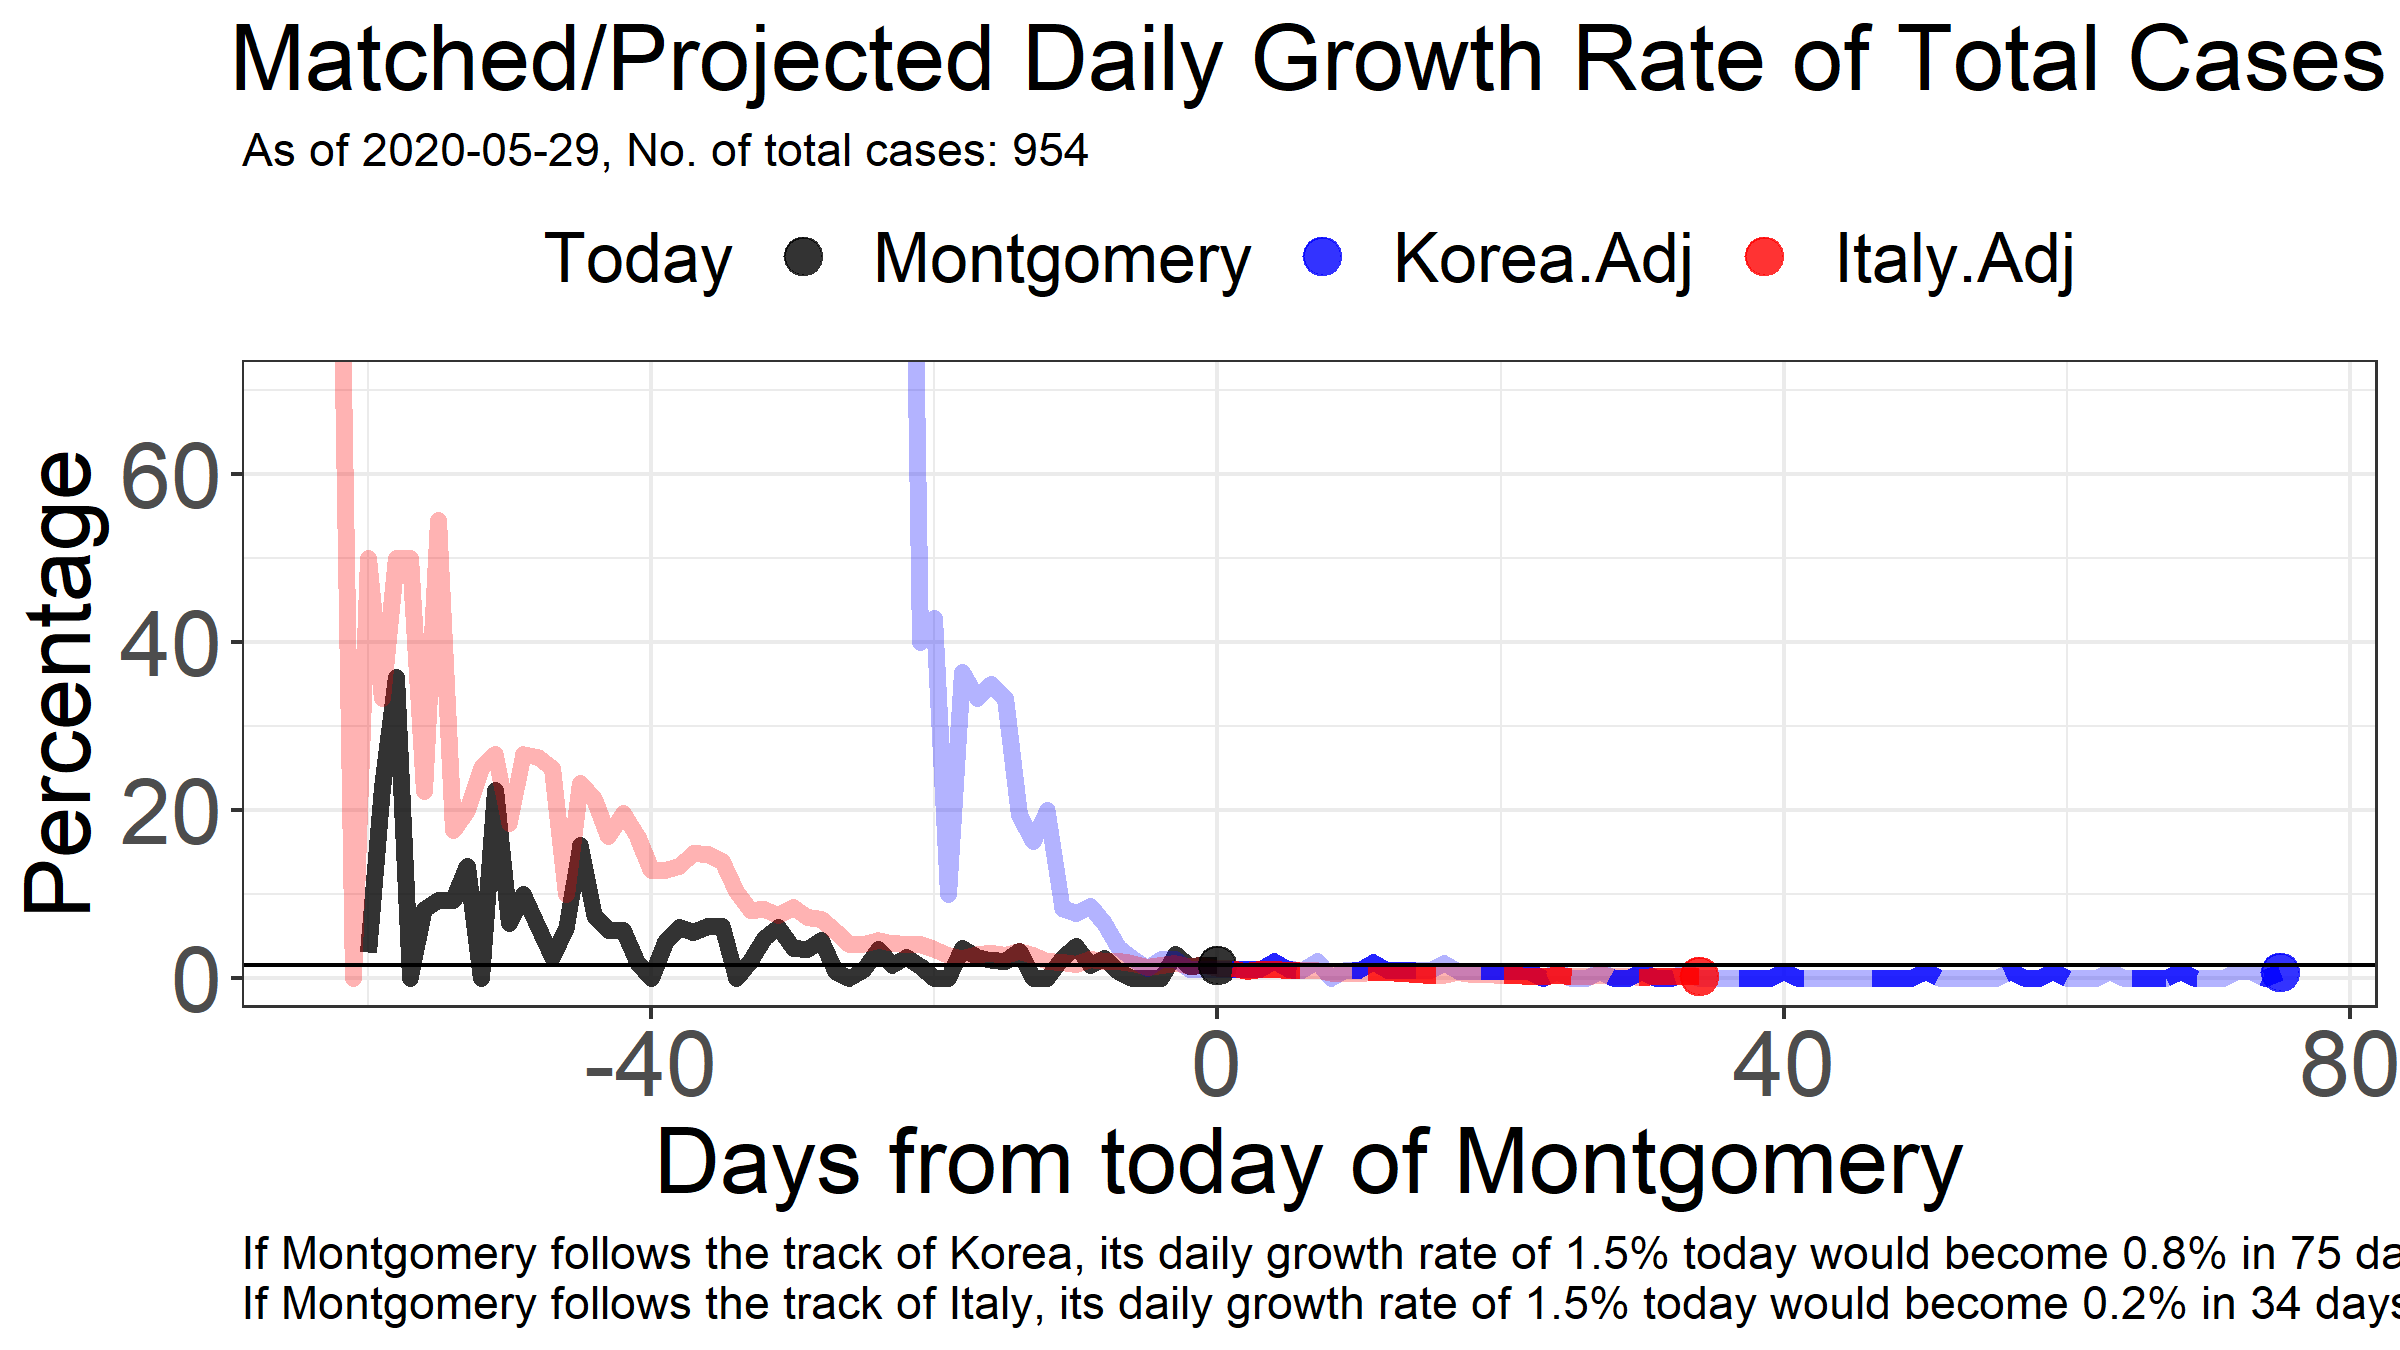 Matched/Projected Daily Growth Rate of Total Cases
As of 2020-05-29, No. of total cases: 954
Today Montgomery Korea.Adj Italy.Adj
Percentage
60
40
20
0
-40 0 40 80
Days from today of Montgomery
If Montgomery follows the track of Korea, its daily growth rate of 1.5% today would become 0.8% in 75
If Montgomery follows the track of Italy, its daily growth rate of 1.5% today would become 0.2% in 34 days